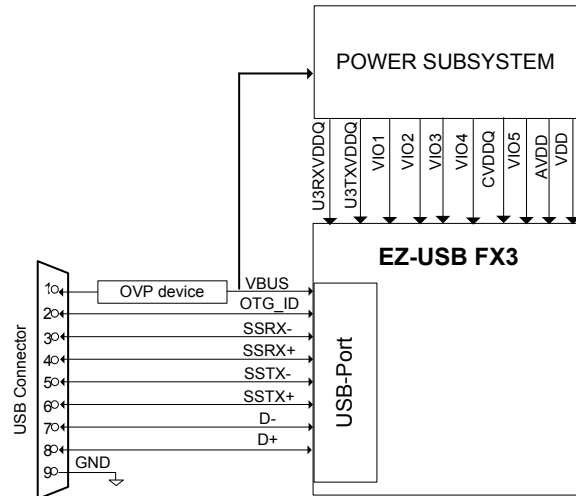 POWER SUBSYSTEM
U3RXVDDQ
U3TXVDDQ
VIO1
VIO2
VIO3
VIO4
CVDDQ
VIO5
AVDD
VDD
EZ-USB FX3
USB-Port
USB Connector
1
OVP device
VBUS
2
OTG_ID
3
SSRX-
4
SSRX+
5
SSTX-
6
SSTX+
7
D-
8
D+
9
GND